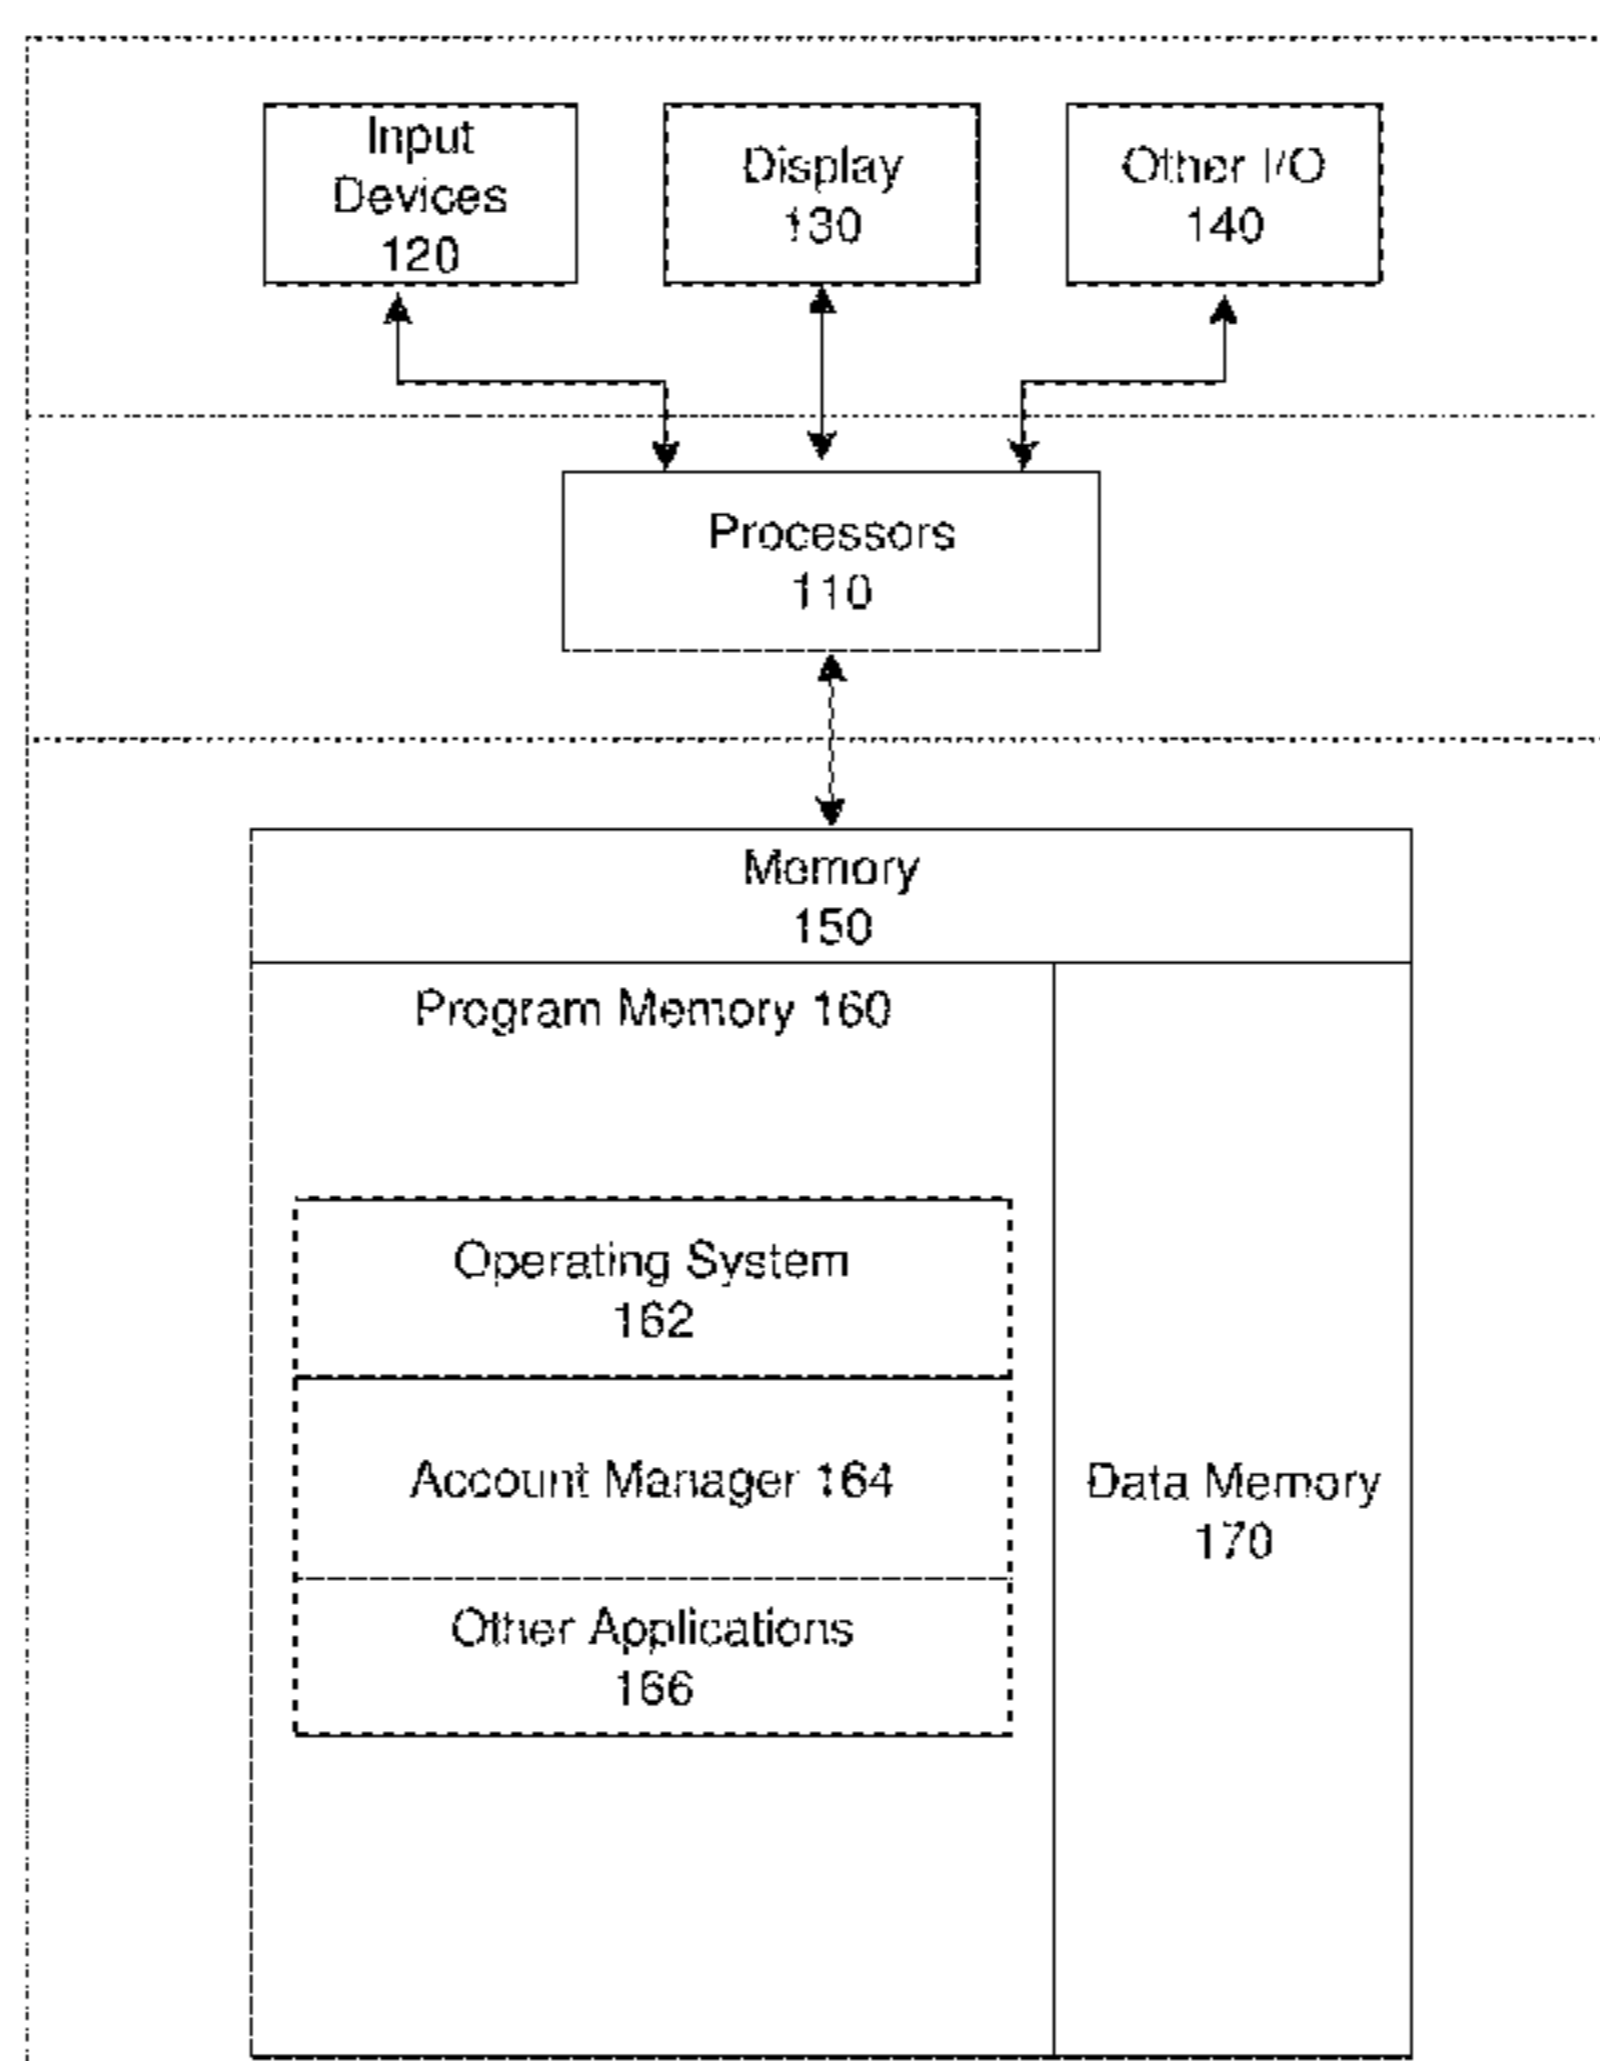 Input
Devices
120
Display
130
Other I/O
140
Processors
110
Memory
150
Program Memory 160
Operating System
162
Account Manager 164
Other Applications
166
Data Memory
170